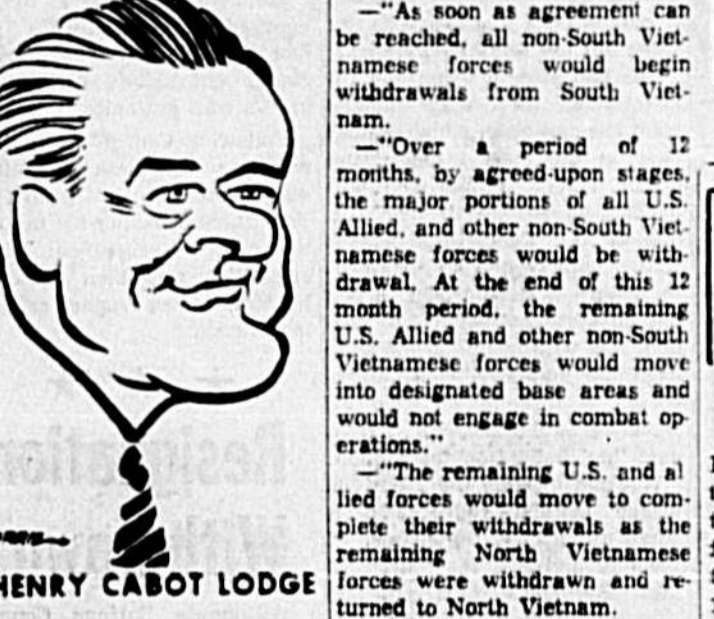 —"As soon as agreement can
be reached, all non-South Viet-
namese forces would begin
withdrawals from South Viet-
nam.
—"Over a period of 12
months, by agreed-upon stages,
the major portions of all U.S.
Allied, and other non-South Viet-
namese forces would be with-
drawal. At the end of this 12
month period, the remaining
U.S. Allied and other non-South
Vietnamese forces would move
into designated base areas and
would not engage in combat op-
erations."
—"The remaining U.S. and al
lied forces would move to com-
plete their withdrawals as the
remaining North Vietnamese
forces were withdrawn and re-
turned to North Vietnam.
HENRY CABOT LODGE